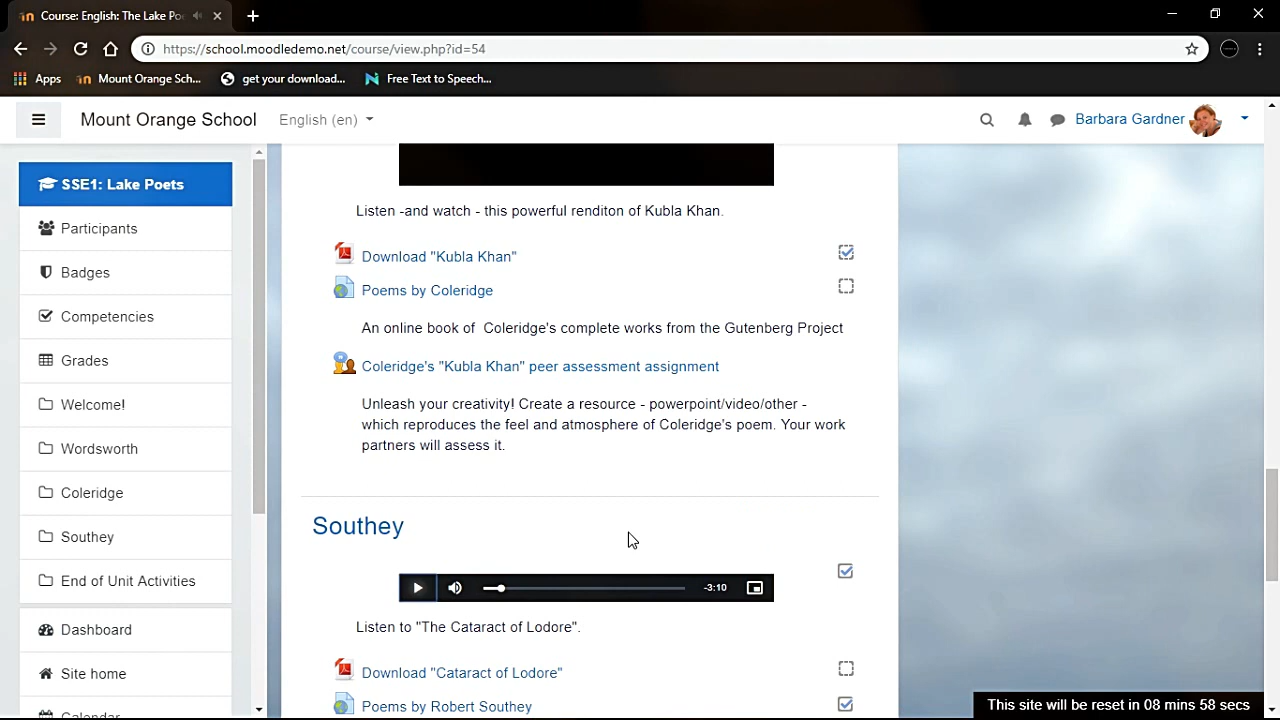 Course: English: The Lake Po
https://school.moodledemo.net/course/view.php?id=54
Apps
Mount Orange Sch...
get your download...
Free Text to Speech...
Mount Orange School
English (en)
Barbara Gardner
SSE1: Lake Poets
Participants
Badges
Competencies
Grades
Welcome!
Wordsworth
Coleridge
Southey
End of Unit Activities
Dashboard
Site home
Calendar
Listen -and watch - this powerful renditon of Kubla Khan.
Download "Kubla Khan"
Poems by Coleridge
An online book of  Coleridge's complete works from the Gutenberg Project
Coleridge's "Kubla Khan" peer assessment assignment
Unleash your creativity! Create a resource - powerpoint/video/other -
which reproduces the feel and atmosphere of Coleridge's poem. Your work
partners will assess it.
Southey
-3:10
Listen to "The Cataract of Lodore".
Download "Cataract of Lodore"
Poems by Robert Southey
This site will be reset in 08 mins 58 secs